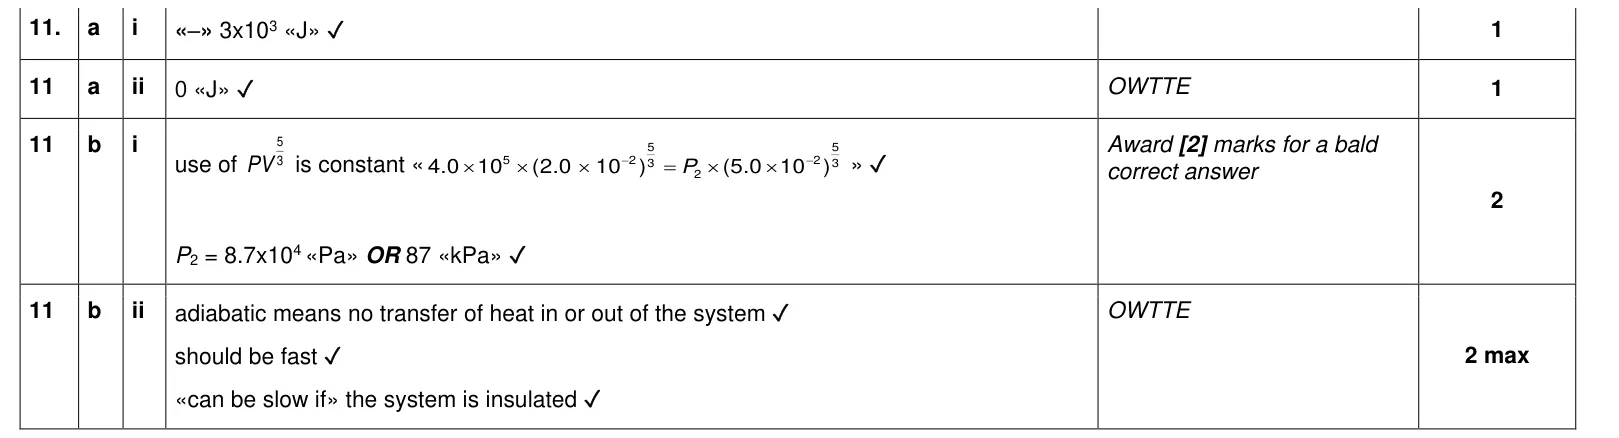 11. a i «–» 3x10³ «J» ✓ 1
11 a ii 0 «J» ✓ OWTTE 1
11 b i use of PV^(5/3) is constant « 4.0×10⁵ ×(2.0 × 10⁻²)^(5/3) = P₂ ×(5.0×10⁻²)^(5/3) » ✓ Award [2] marks for a bald
correct answer
2
P₂ = 8.7x10⁴ «Pa» OR 87 «kPa» ✓
11 b ii adiabatic means no transfer of heat in or out of the system ✓ OWTTE
should be fast ✓ 2 max
«can be slow if» the system is insulated ✓